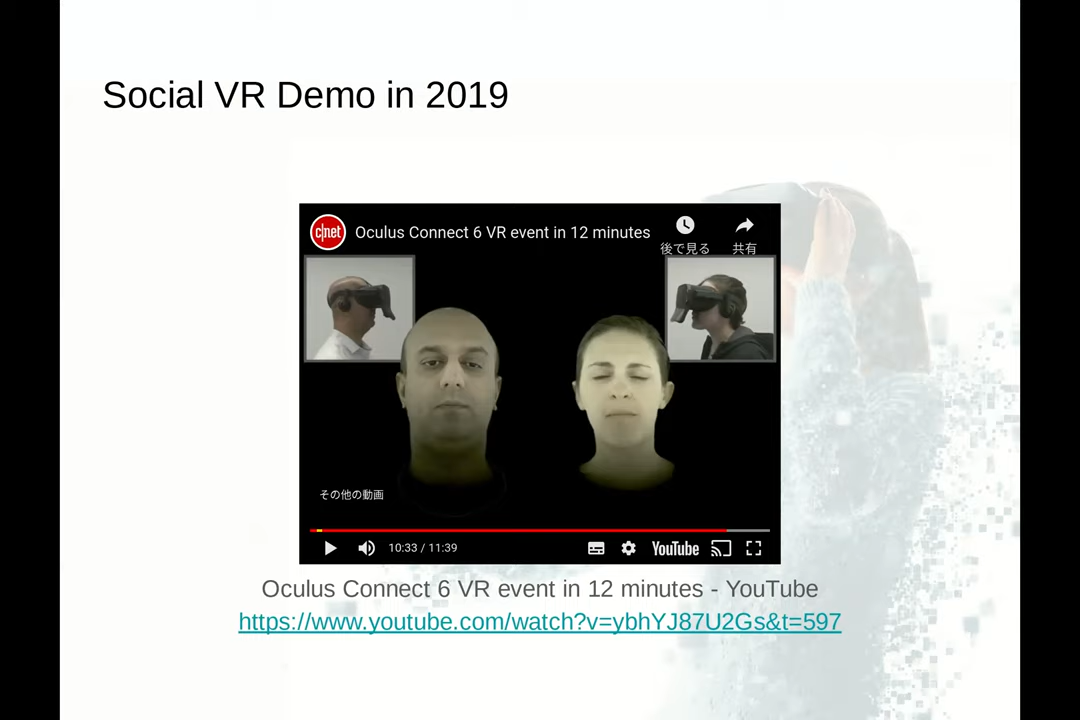 Social VR Demo in 2019
c|net
Oculus Connect 6 VR event in 12 minutes
後で見る
共有
その他の動画
10:33 / 11:39
YouTube
Oculus Connect 6 VR event in 12 minutes - YouTube
https://www.youtube.com/watch?v=ybhYJ87U2Gs&t=597